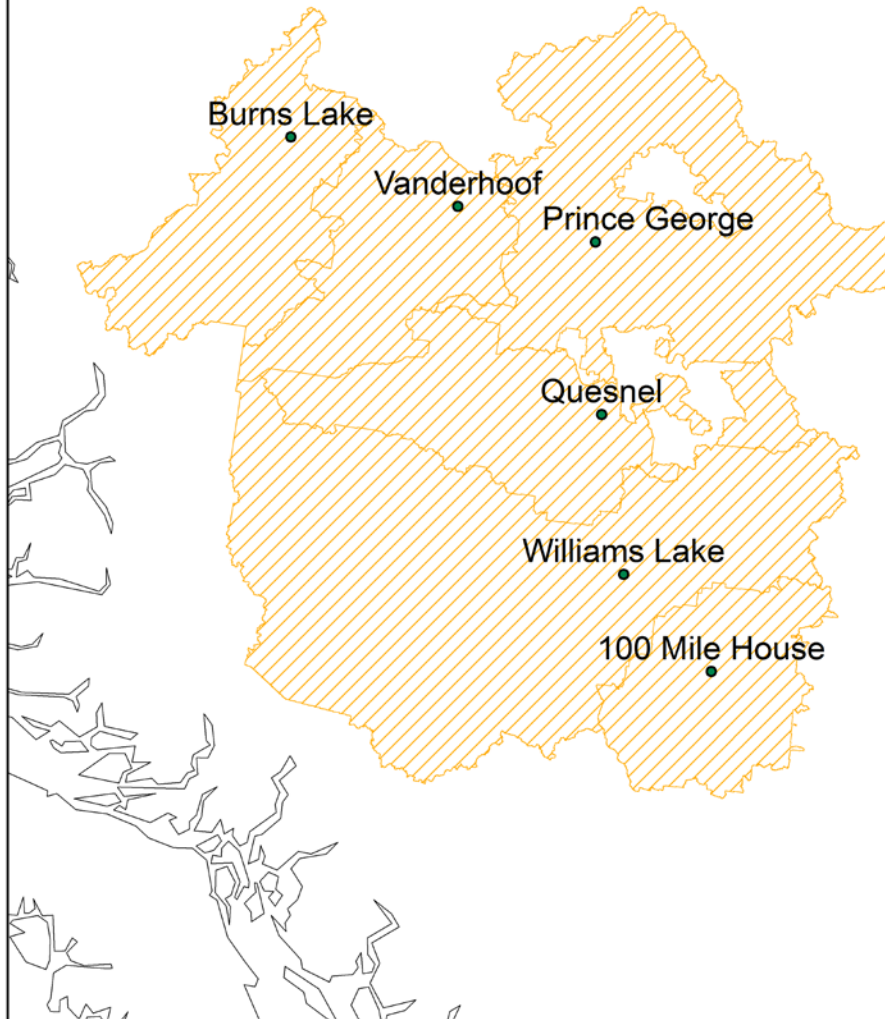 Burns Lake
Vanderhoof
Prince George
Quesnel
Williams Lake
100 Mile House